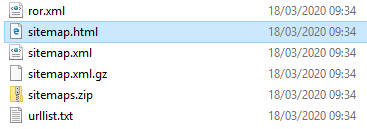 ror.xml 18/03/2020 09:34
sitemap.html 18/03/2020 09:34
sitemap.xml 18/03/2020 09:34
sitemap.xml.gz 18/03/2020 09:34
sitemaps.zip 18/03/2020 09:34
urllist.txt 18/03/2020 09:34